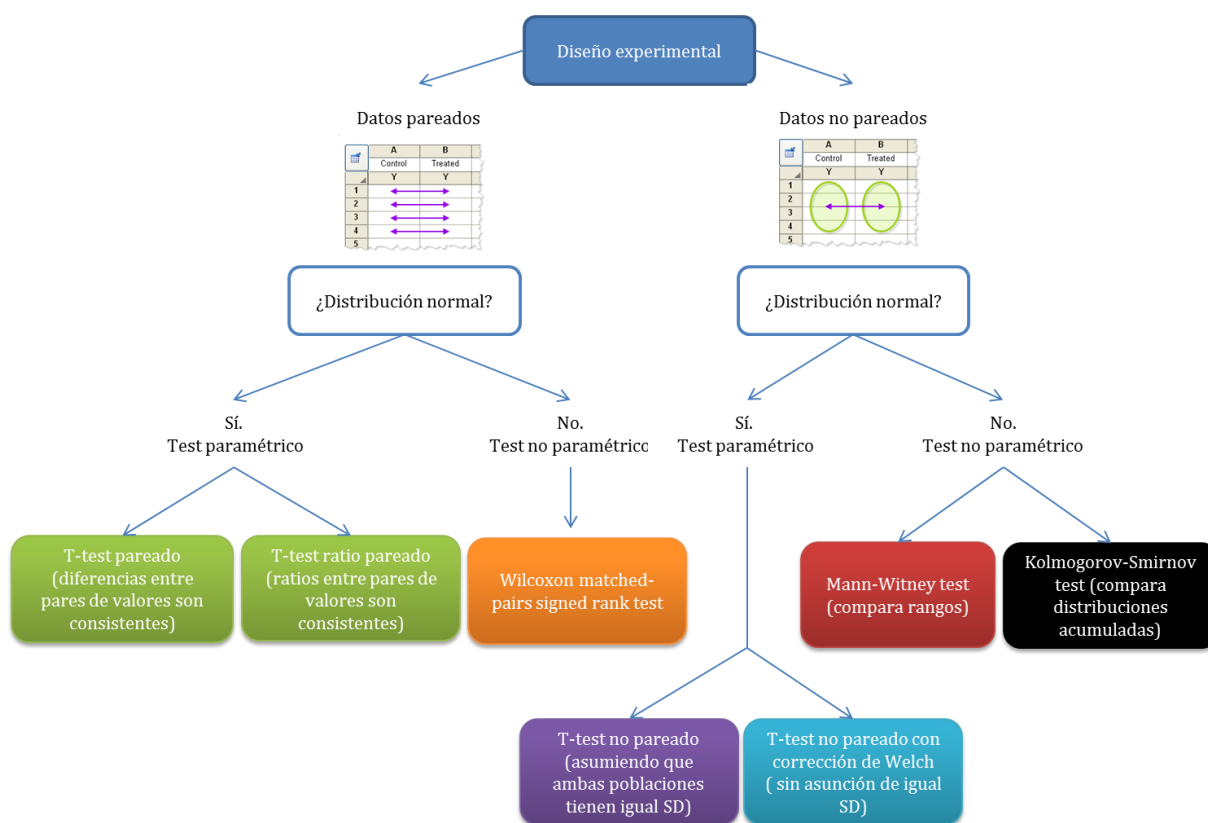 Diseño experimental
Datos pareados
A B
Control Treated
Y Y
1
2
3
4
5
Datos no pareados
A B
Control Treated
Y Y
1
2
3
4
5
¿Distribución normal?
¿Distribución normal?
Sí.
Test paramétrico
No.
Test no paramétrico
Sí.
Test paramétrico
No.
Test no paramétrico
T-test pareado
(diferencias entre
pares de valores son
consistentes)
T-test ratio pareado
(ratios entre pares de
valores son
consistentes)
Wilcoxon matched-
pairs signed rank test
Mann-Witney test
(compara rangos)
Kolmogorov-Smirnov
test (compara
distribuciones
acumuladas)
T-test no pareado
(asumiendo que
ambas poblaciones
tienen igual SD)
T-test no pareado con
corrección de Welch
( sin asunción de igual
SD)